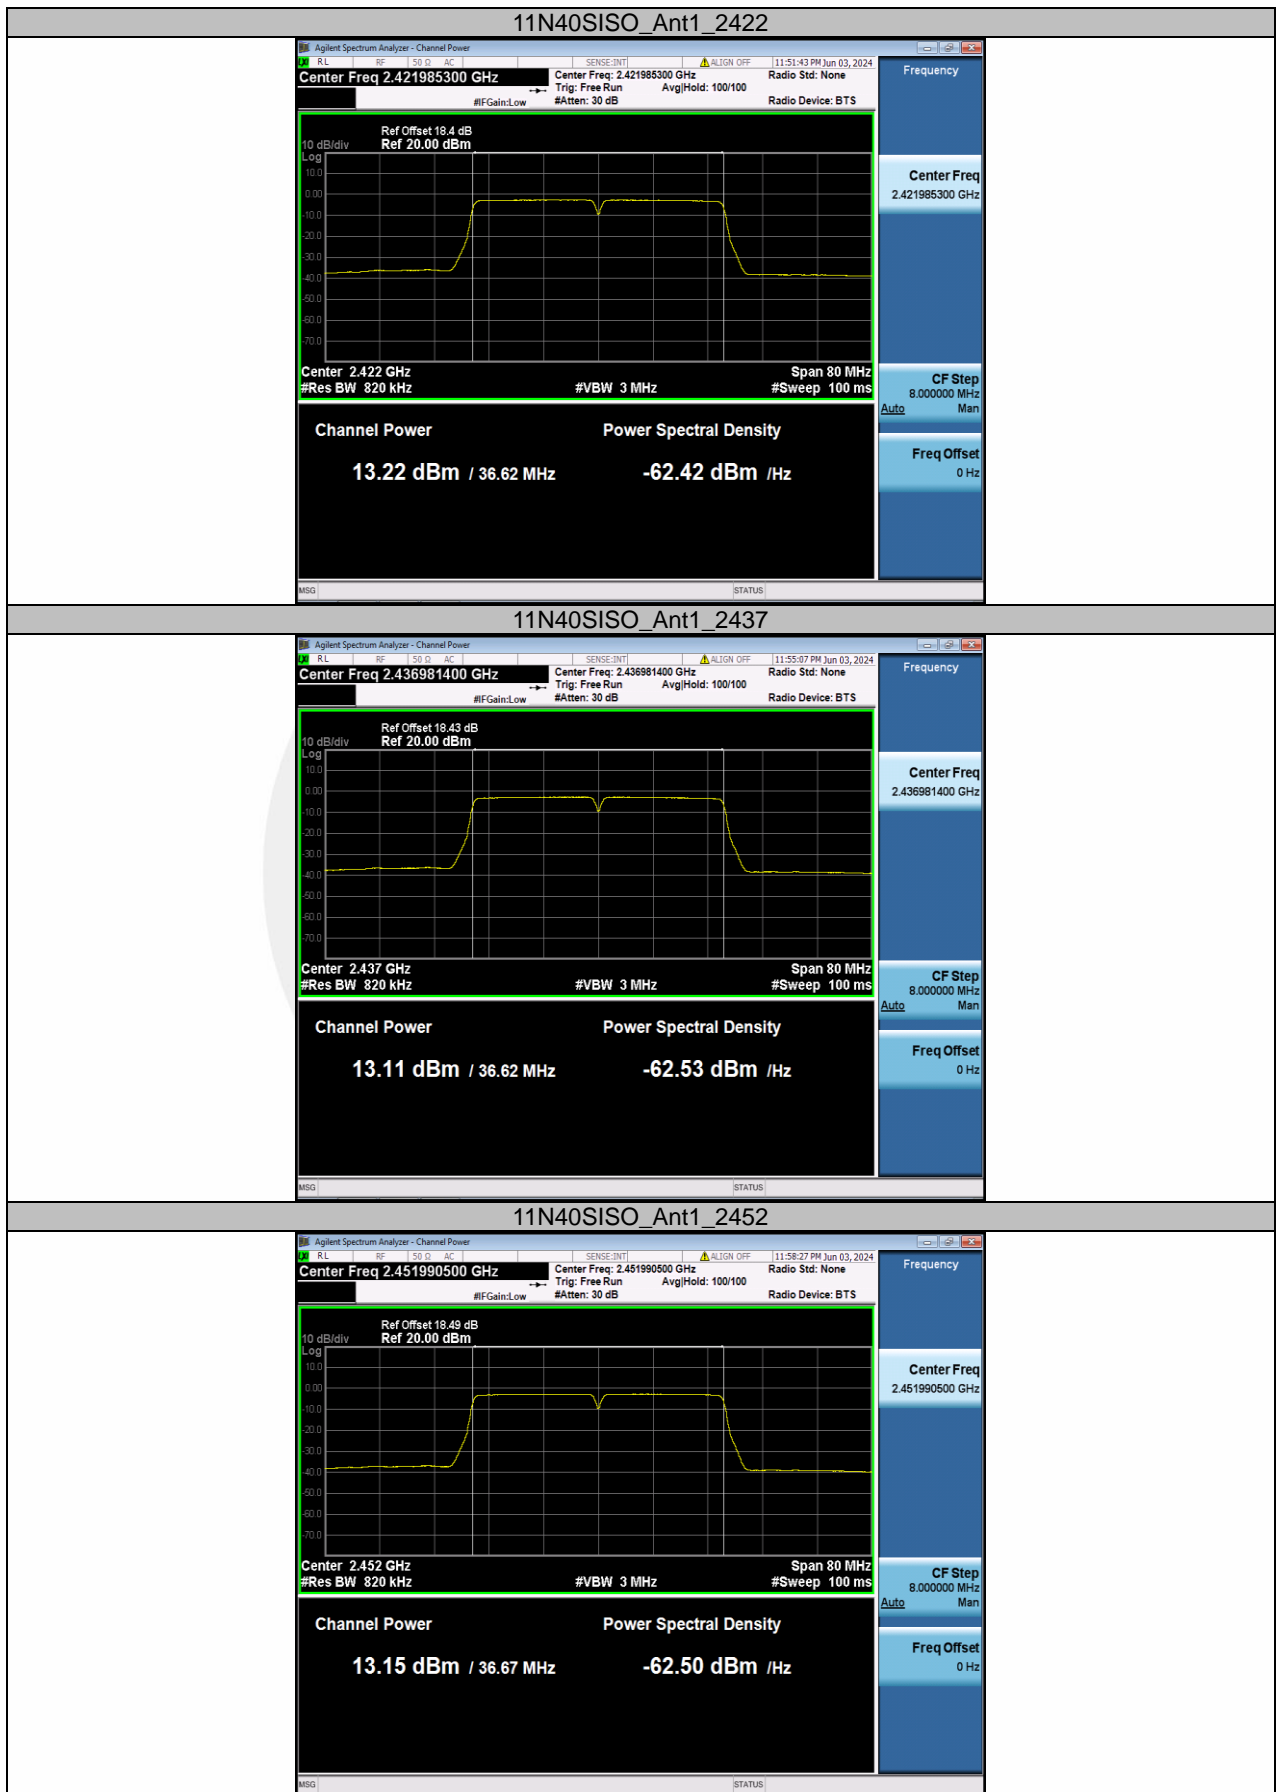 11N40SISO_Ant1_2422
Agilent Spectrum Analyzer - Channel Power
RL RF 50 Ω AC SENSE:INT ALIGN OFF 11:51:43 PM Jun 03, 2024
Center Freq 2.421985300 GHz Center Freq: 2.421985300 GHz Radio Std: None Frequency
Trig: Free Run Avg|Hold: 100/100
#IFGain:Low #Atten: 30 dB Radio Device: BTS
Ref Offset 18.4 dB
10 dB/div Ref 20.00 dBm
Log
10.0
0.00
-10.0
-20.0
-30.0
-40.0
-50.0
-60.0
-70.0
Center Freq
2.421985300 GHz
Center 2.422 GHz Span 80 MHz
#Res BW 820 kHz #VBW 3 MHz #Sweep 100 ms
CF Step
8.000000 MHz
Auto Man
Channel Power Power Spectral Density
13.22 dBm / 36.62 MHz -62.42 dBm /Hz
Freq Offset
0 Hz
MSG STATUS
11N40SISO_Ant1_2437
Agilent Spectrum Analyzer - Channel Power
RL RF 50 Ω AC SENSE:INT ALIGN OFF 11:55:07 PM Jun 03, 2024
Center Freq 2.436981400 GHz Center Freq: 2.436981400 GHz Radio Std: None Frequency
Trig: Free Run Avg|Hold: 100/100
#IFGain:Low #Atten: 30 dB Radio Device: BTS
Ref Offset 18.43 dB
10 dB/div Ref 20.00 dBm
Log
10.0
0.00
-10.0
-20.0
-30.0
-40.0
-50.0
-60.0
-70.0
Center Freq
2.436981400 GHz
Center 2.437 GHz Span 80 MHz
#Res BW 820 kHz #VBW 3 MHz #Sweep 100 ms
CF Step
8.000000 MHz
Auto Man
Channel Power Power Spectral Density
13.11 dBm / 36.62 MHz -62.53 dBm /Hz
Freq Offset
0 Hz
MSG STATUS
11N40SISO_Ant1_2452
Agilent Spectrum Analyzer - Channel Power
RL RF 50 Ω AC SENSE:INT ALIGN OFF 11:58:27 PM Jun 03, 2024
Center Freq 2.451990500 GHz Center Freq: 2.451990500 GHz Radio Std: None Frequency
Trig: Free Run Avg|Hold: 100/100
#IFGain:Low #Atten: 30 dB Radio Device: BTS
Ref Offset 18.49 dB
10 dB/div Ref 20.00 dBm
Log
10.0
0.00
-10.0
-20.0
-30.0
-40.0
-50.0
-60.0
-70.0
Center Freq
2.451990500 GHz
Center 2.452 GHz Span 80 MHz
#Res BW 820 kHz #VBW 3 MHz #Sweep 100 ms
CF Step
8.000000 MHz
Auto Man
Channel Power Power Spectral Density
13.15 dBm / 36.67 MHz -62.50 dBm /Hz
Freq Offset
0 Hz
MSG STATUS